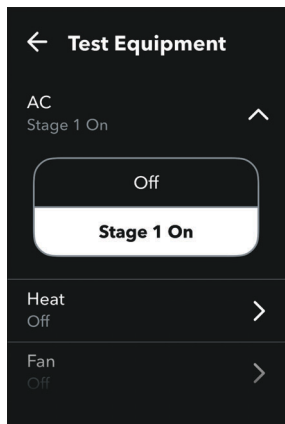 Test Equipment
AC
Stage 1 On
Off
Stage 1 On
Heat
Off
Fan
Off